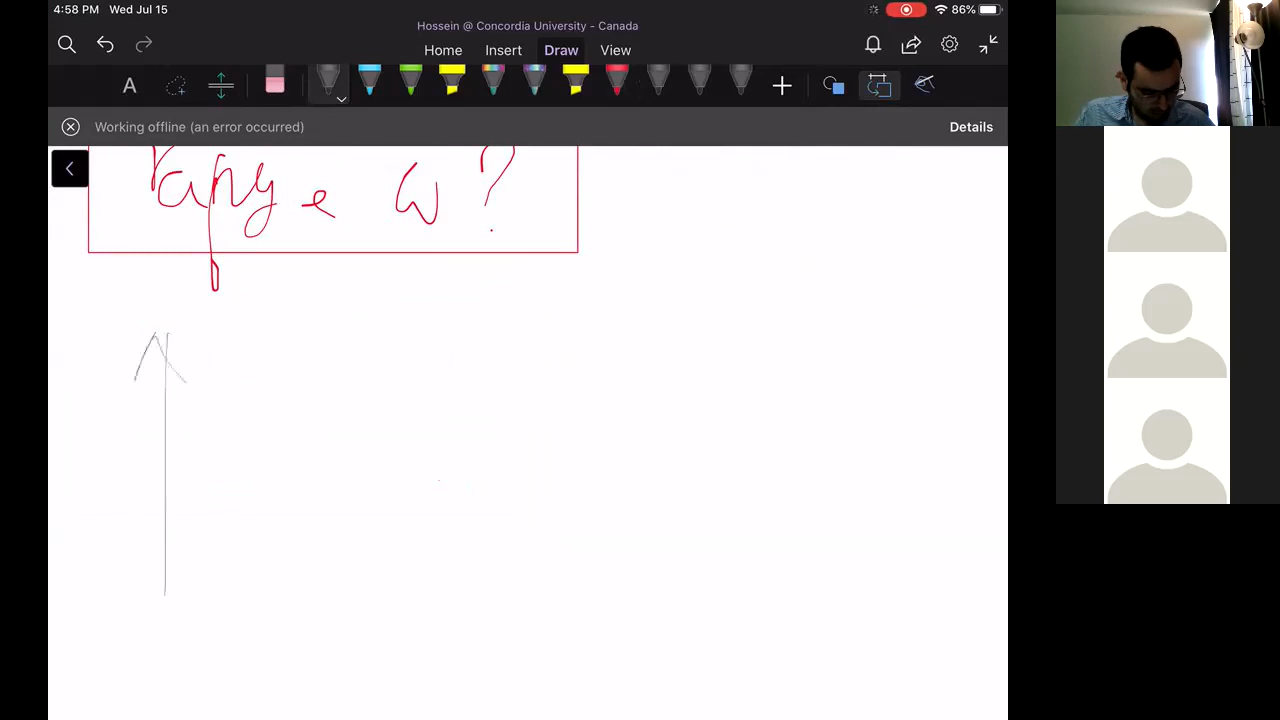 4:58 PM Wed Jul 15
86%
Hossein @ Concordia University - Canada
Home Insert Draw View
A
Working offline (an error occurred) Details
range ω ?